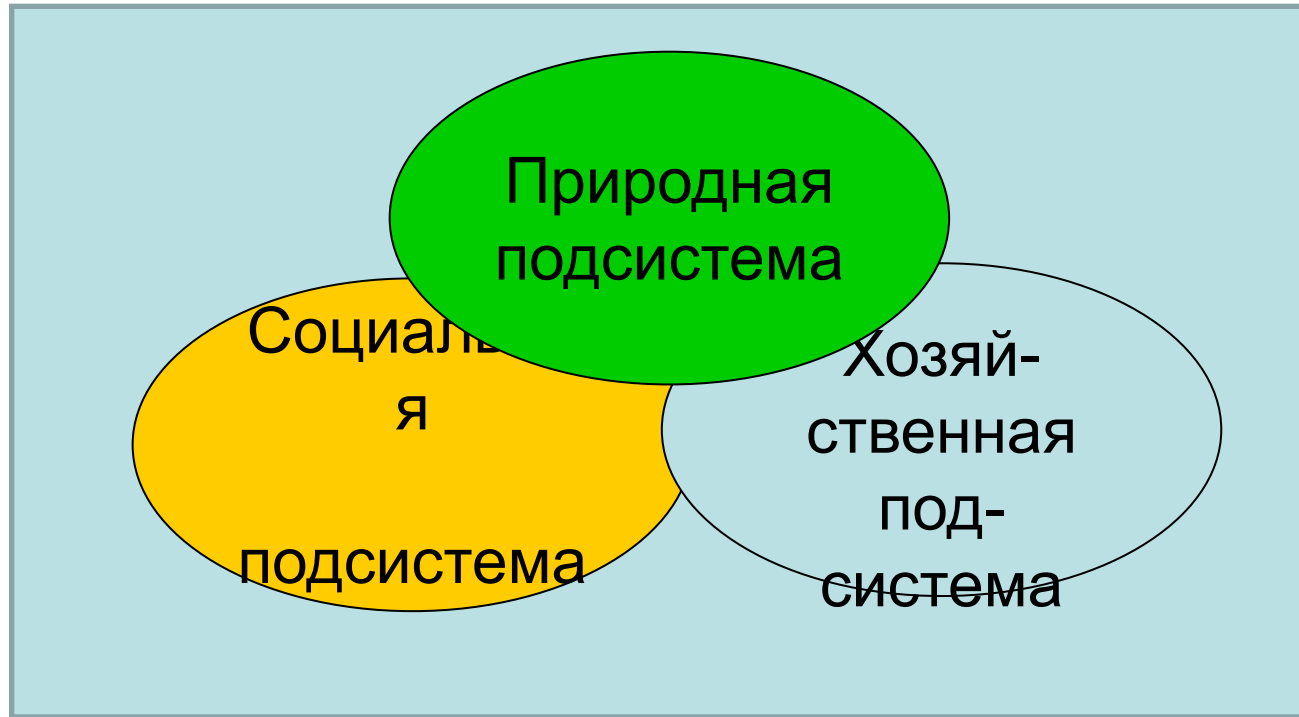 Природная
подсистема
Социаль
я
подсистема
Хозяй-
ственная
под-
система